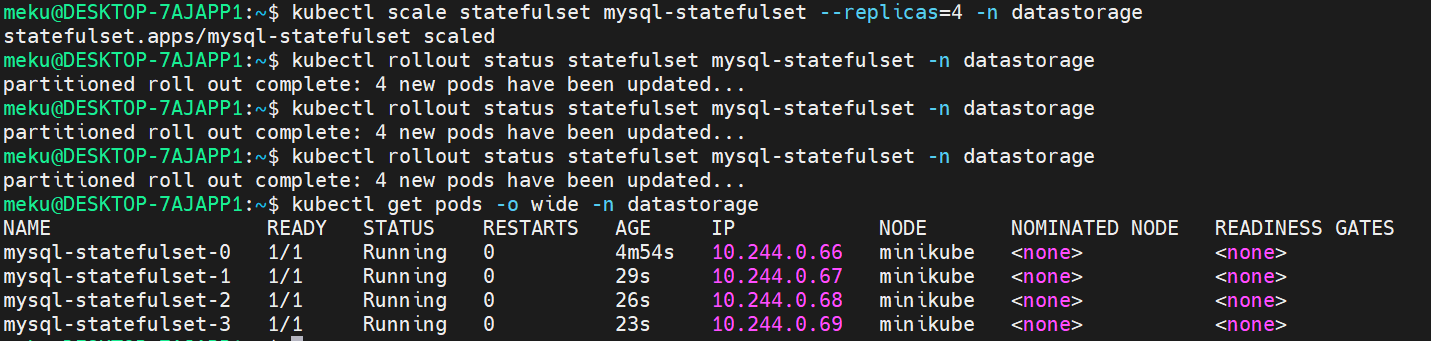 meku@DESKTOP-7AJAPP1:~$ kubectl scale statefulset mysql-statefulset --replicas=4 -n datastorage
statefulset.apps/mysql-statefulset scaled
meku@DESKTOP-7AJAPP1:~$ kubectl rollout status statefulset mysql-statefulset -n datastorage
partitioned roll out complete: 4 new pods have been updated...
meku@DESKTOP-7AJAPP1:~$ kubectl rollout status statefulset mysql-statefulset -n datastorage
partitioned roll out complete: 4 new pods have been updated...
meku@DESKTOP-7AJAPP1:~$ kubectl rollout status statefulset mysql-statefulset -n datastorage
partitioned roll out complete: 4 new pods have been updated...
meku@DESKTOP-7AJAPP1:~$ kubectl get pods -o wide -n datastorage
NAME                  READY   STATUS    RESTARTS   AGE     IP            NODE       NOMINATED NODE   READINESS GATES
mysql-statefulset-0   1/1     Running   0          4m54s   10.244.0.66   minikube   <none>           <none>
mysql-statefulset-1   1/1     Running   0          29s     10.244.0.67   minikube   <none>           <none>
mysql-statefulset-2   1/1     Running   0          26s     10.244.0.68   minikube   <none>           <none>
mysql-statefulset-3   1/1     Running   0          23s     10.244.0.69   minikube   <none>           <none>
meku@DESKTOP-7AJAPP1:~$